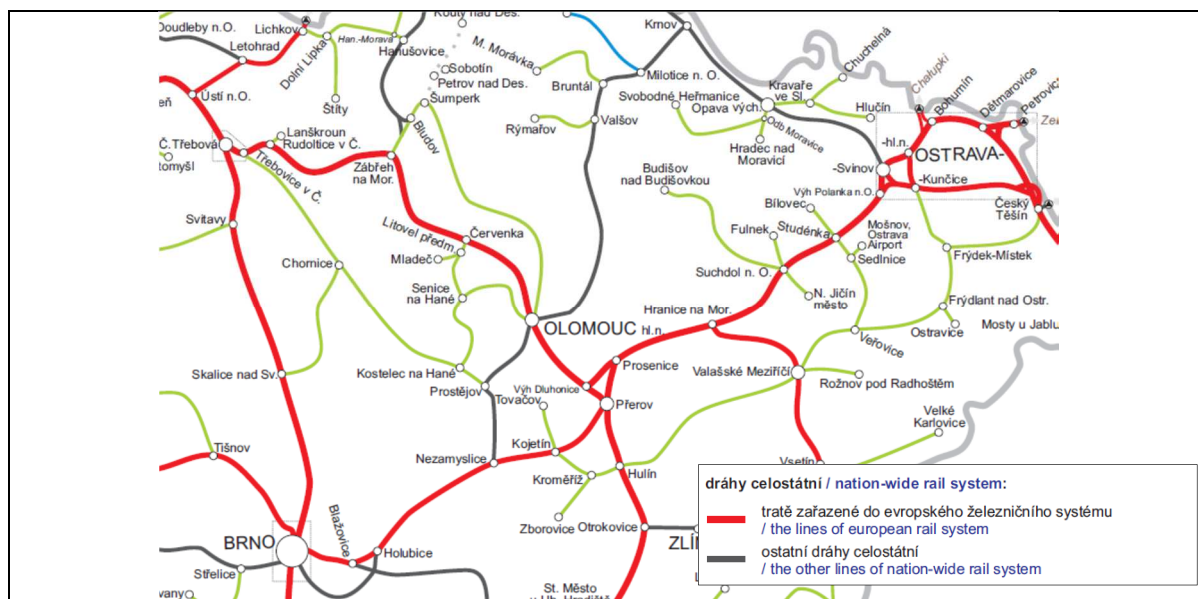 Kouty nad Des.
Doudleby n.O.
Lichkov
Han.-Morava
Hanušovice
Krnov
Letohrad
Dolní Lipka
M. Morávka
Sobotín
Petrov nad Des.
Milotice n. O.
Chuchelná
Chałupki
Bruntál
Kravaře
ve Sl.
Bohumín
Dětmarovice
Ústí n.O.
Štíty
Šumperk
Svobodné Heřmanice
Opava vých.
Hlučín
Rýmařov
Valšov
Odb Moravice
Lanškroun
Rudoltice v Č.
Bludov
Hradec nad
Moravicí
-hl.n.
OSTRAVA-
Č.Třebová
Třebovice v Č.
Zábřeh
na Mor.
Budišov
nad Budišovkou
-Svinov
-Kunčice
Výh Polanka n.O.
Český
Těšín
Bílovec
Svitavy
Litovel předm.
Červenka
Fulnek
Studénka
Mošnov,
Ostrava
Airport
Sedlnice
Mladeč
Frýdek-Místek
Chornice
Suchdol n. O.
Senice
na Hané
N. Jičín
město
Hranice na Mor.
Frýdlant nad Ostr.
OLOMOUC hl.n.
Ostravice
Mosty u Jablu
Veřovice
Prosenice
Skalice nad Sv.
Kostelec na Hané
Valašské Meziříčí
Rožnov pod Radhoštěm
Prostějov
Výh Dluhonice
Tovačov
Přerov
Velké
Karlovice
Tišnov
Kojetín
Nezamyslice
Vsetín
Hulín
Kroměříž
Zborovice
Otrokovice
BRNO
Blažovice
Holubice
Střelice
St. Město
dráhy celostátní / nation-wide rail system:
tratě zařazené do evropského železničního systému
/ the lines of european rail system
ostatní dráhy celostátní
/ the other lines of nation-wide rail system